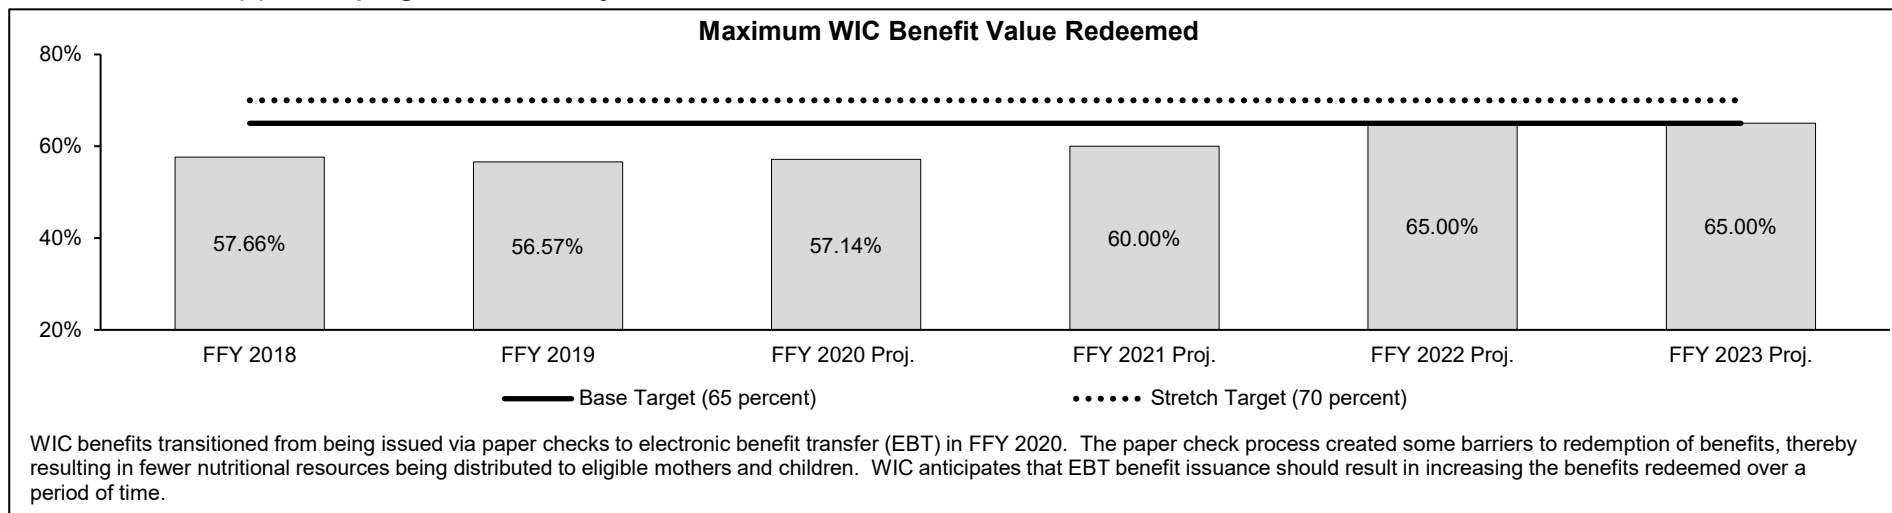 Maximum WIC Benefit Value Redeemed
80%
60%
40%
20%
57.66%
56.57%
57.14%
60.00%
65.00%
65.00%
FFY 2018
FFY 2019
FFY 2020 Proj.
FFY 2021 Proj.
FFY 2022 Proj.
FFY 2023 Proj.
Base Target (65 percent)
Stretch Target (70 percent)
WIC benefits transitioned from being issued via paper checks to electronic benefit transfer (EBT) in FFY 2020.  The paper check process created some barriers to redemption of benefits, thereby
resulting in fewer nutritional resources being distributed to eligible mothers and children.  WIC anticipates that EBT benefit issuance should result in increasing the benefits redeemed over a
period of time.